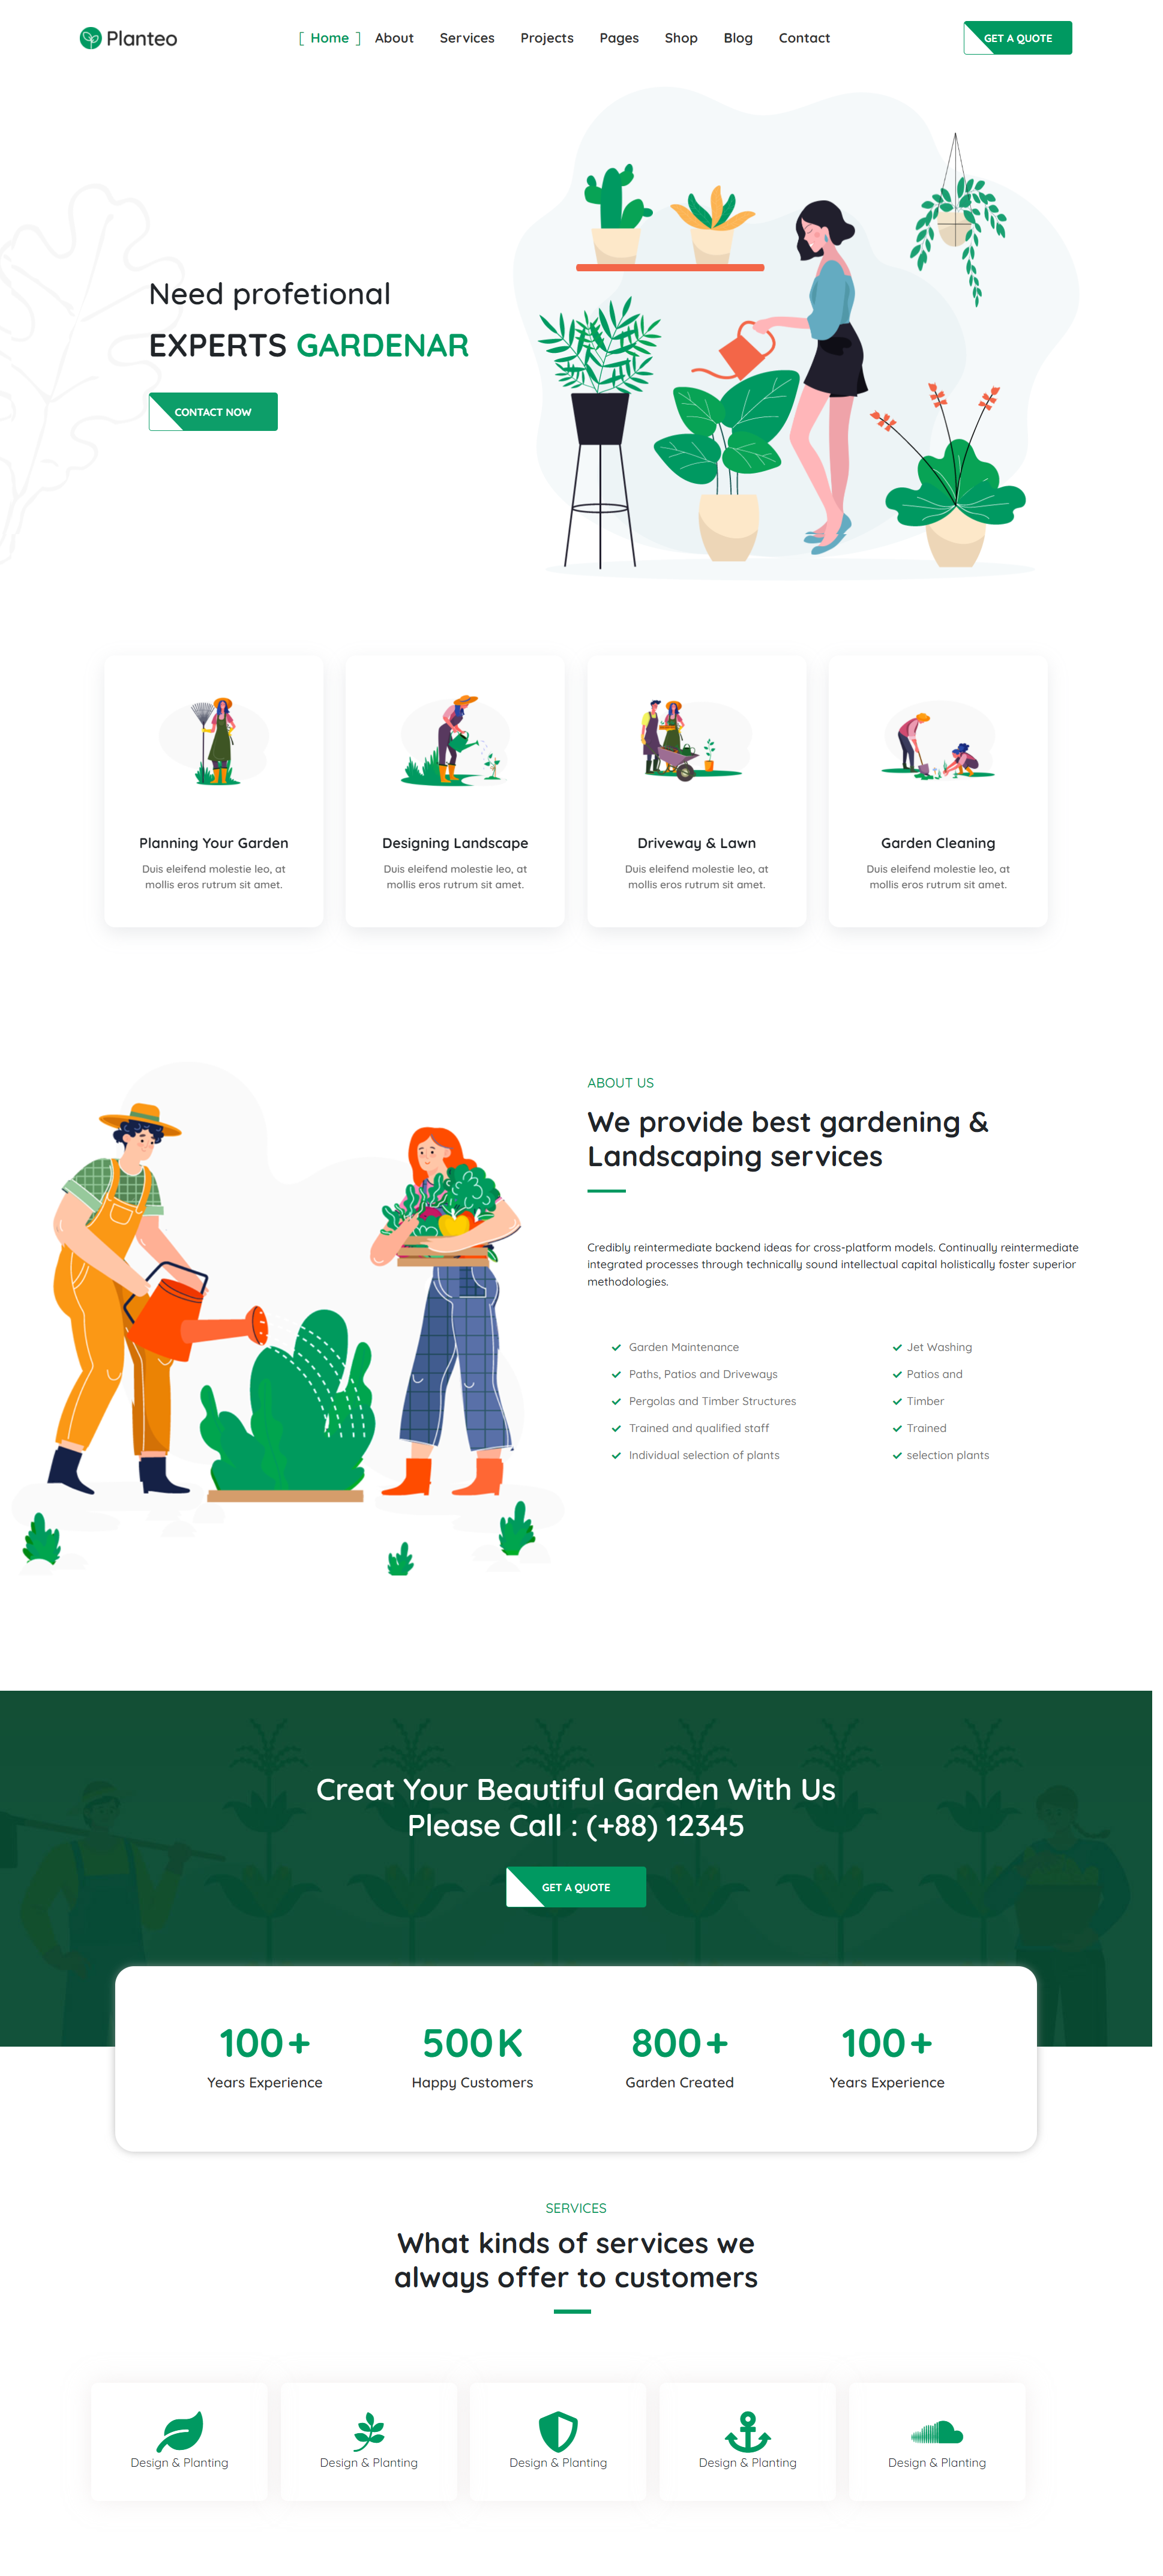 Planteo
[ Home ] About Services Projects Pages Shop Blog Contact
GET A QUOTE
Need profetional
EXPERTS GARDENAR
CONTACT NOW
Planning Your Garden
Duis eleifend molestie leo, at
mollis eros rutrum sit amet.
Designing Landscape
Duis eleifend molestie leo, at
mollis eros rutrum sit amet.
Driveway & Lawn
Duis eleifend molestie leo, at
mollis eros rutrum sit amet.
Garden Cleaning
Duis eleifend molestie leo, at
mollis eros rutrum sit amet.
ABOUT US
We provide best gardening &
Landscaping services
Credibly reintermediate backend ideas for cross-platform models. Continually reintermediate
integrated processes through technically sound intellectual capital holistically foster superior
methodologies.
Garden Maintenance
Paths, Patios and Driveways
Pergolas and Timber Structures
Trained and qualified staff
Individual selection of plants
Jet Washing
Patios and
Timber
Trained
selection plants
Creat Your Beautiful Garden With Us
Please Call : (+88) 12345
GET A QUOTE
100+
Years Experience
500K
Happy Customers
800+
Garden Created
100+
Years Experience
SERVICES
What kinds of services we
always offer to customers
Design & Planting
Design & Planting
Design & Planting
Design & Planting
Design & Planting